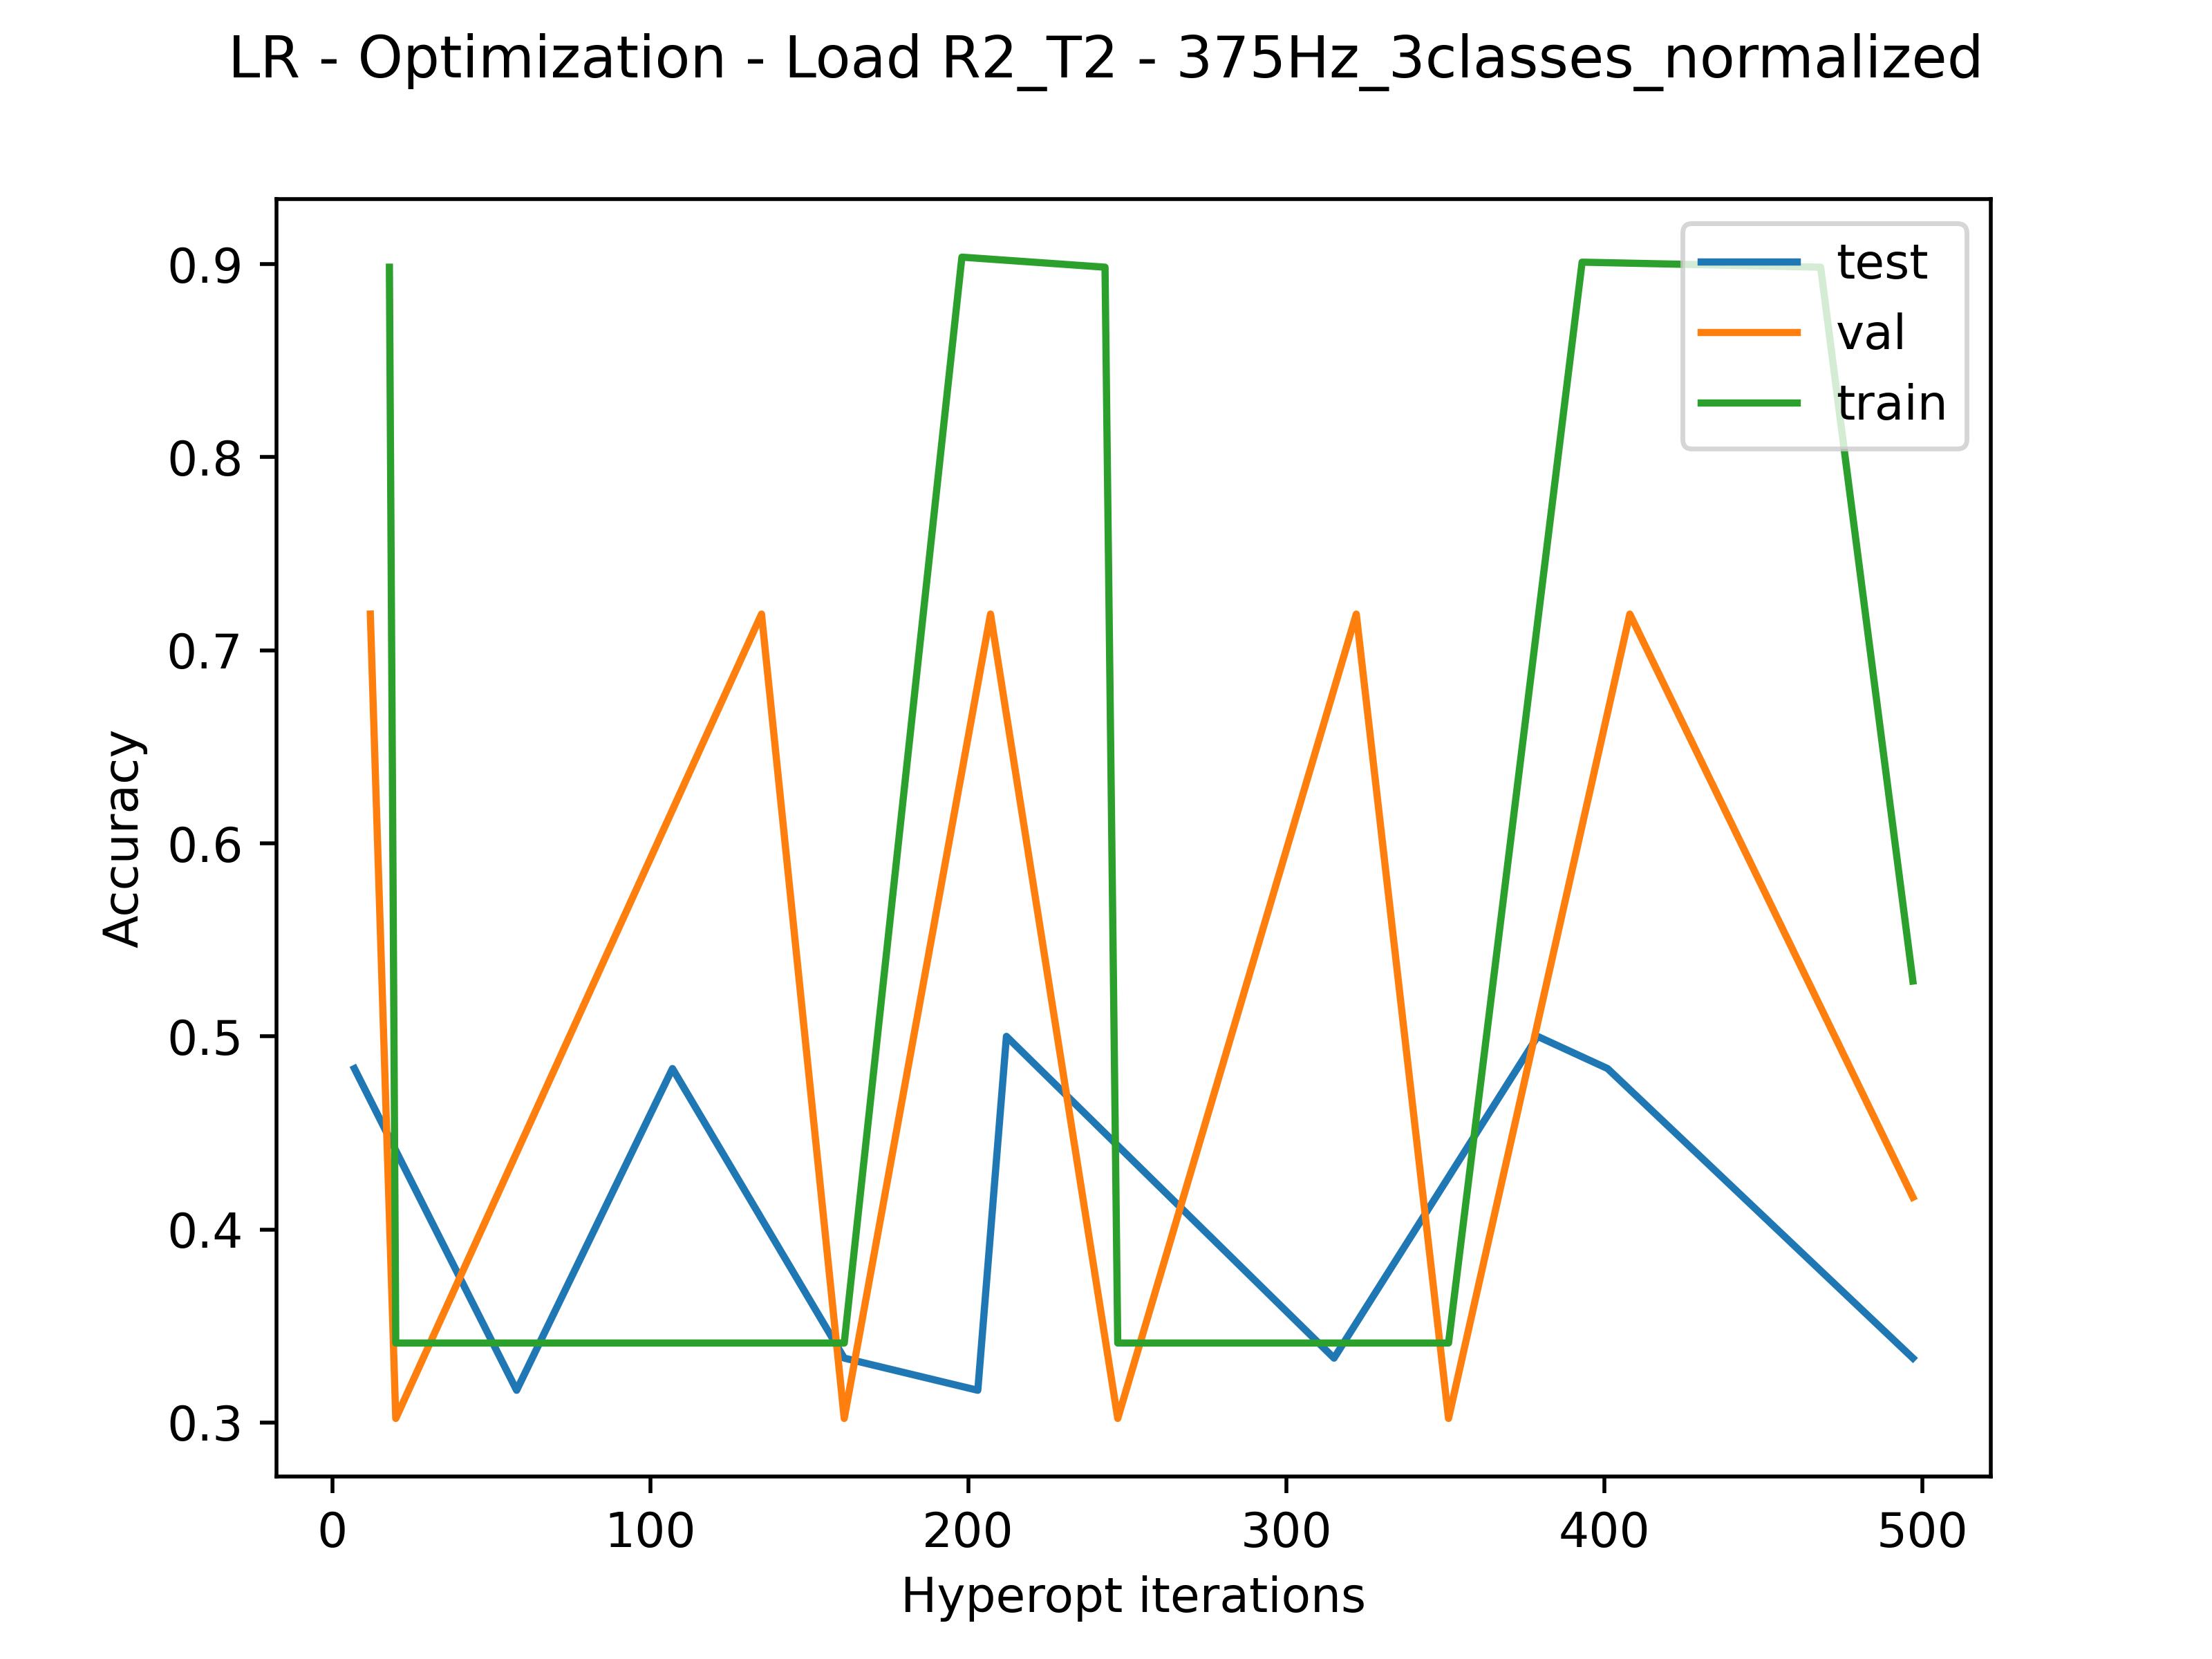 LR - Optimization - Load R2_T2 - 375Hz_3classes_normalized
test
val
train
Accuracy
0.9
0.8
0.7
0.6
0.5
0.4
0.3
0 100 200 300 400 500
Hyperopt iterations